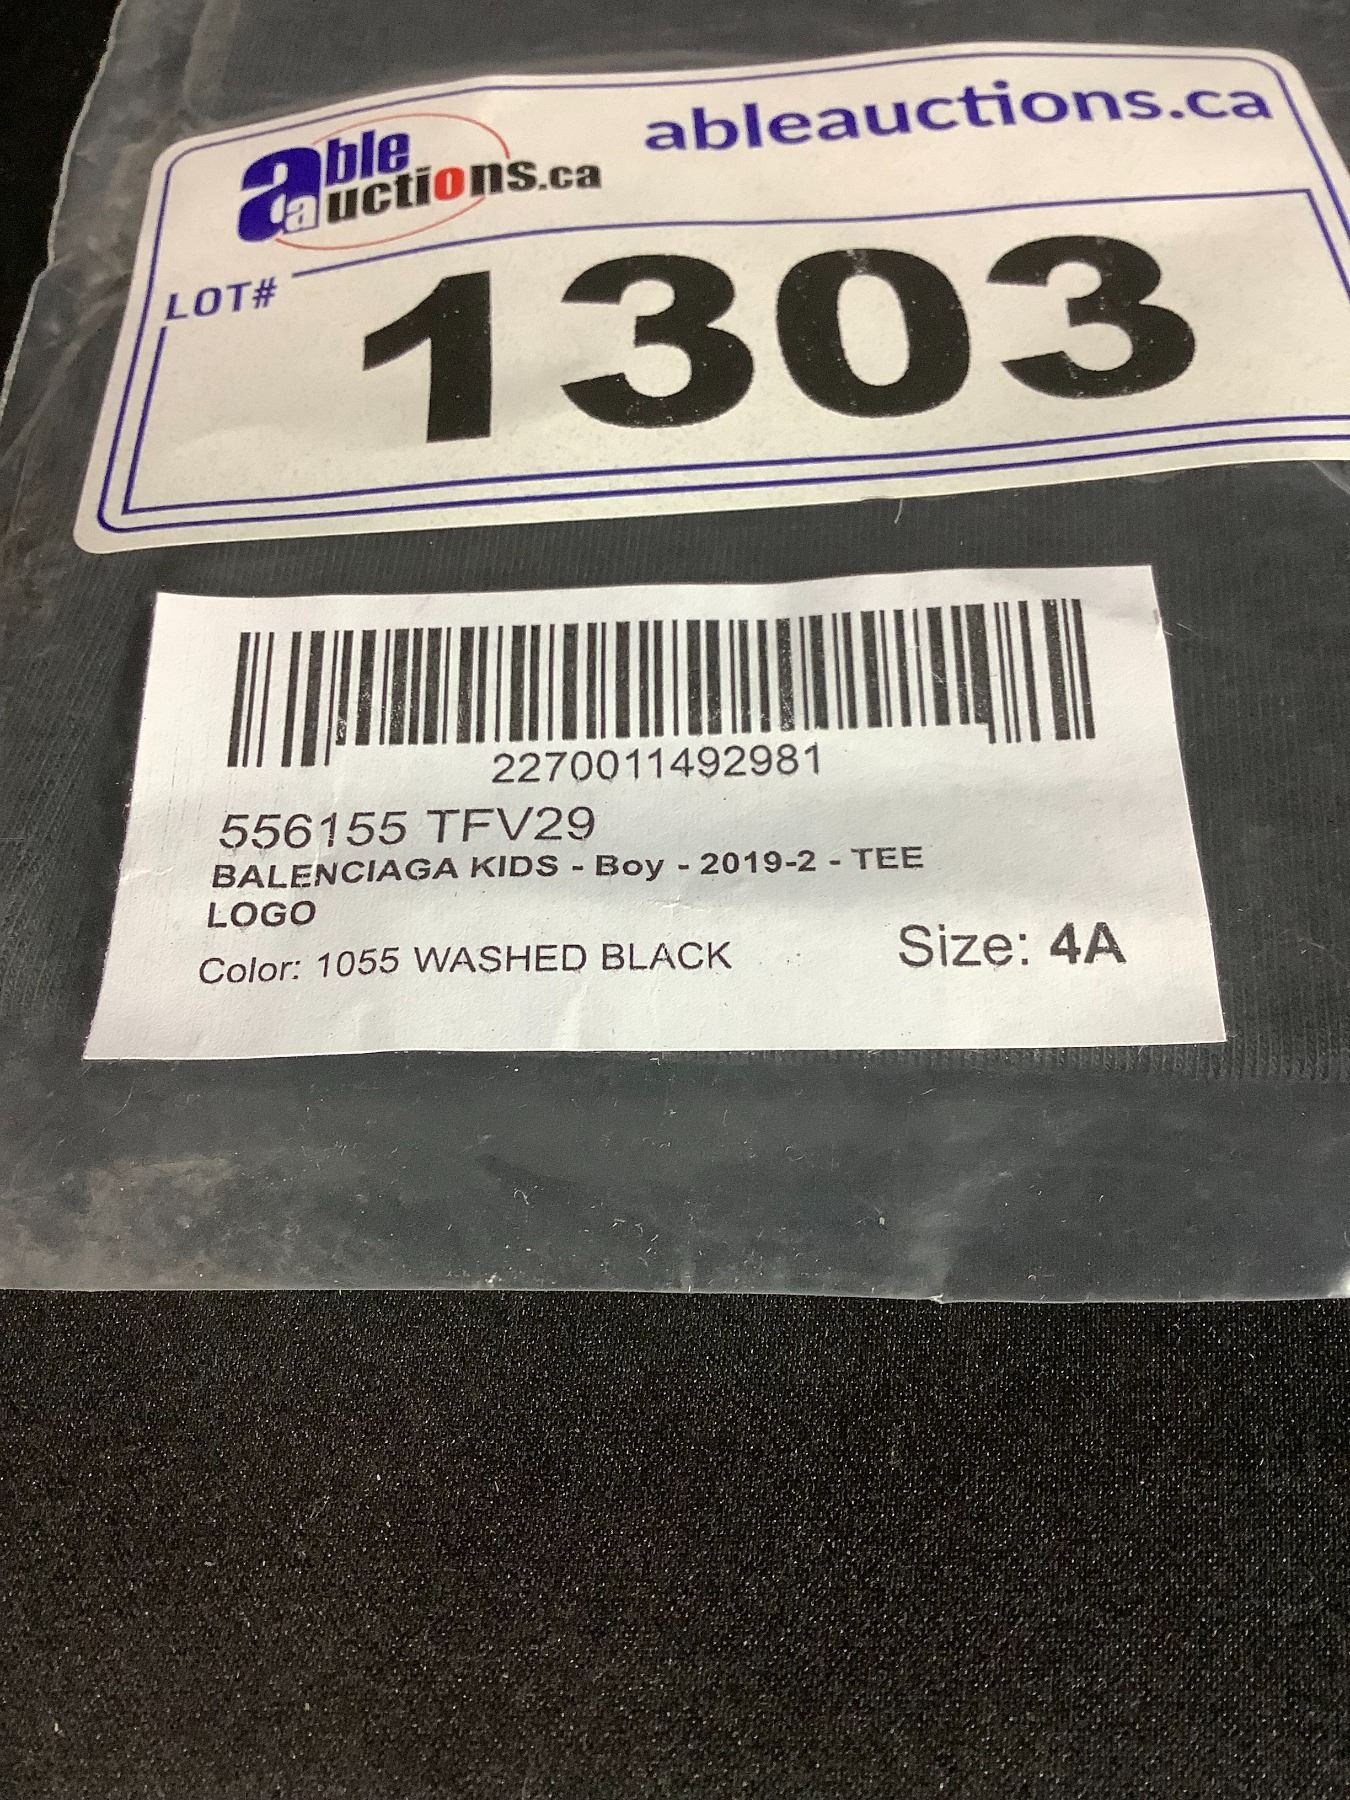 able auctions.ca
ableauctions.ca
LOT#
1303
2270011492981
556155 TFV29
BALENCIAGA KIDS - Boy - 2019-2 - TEE
LOGO
Color: 1055 WASHED BLACK
Size: 4A